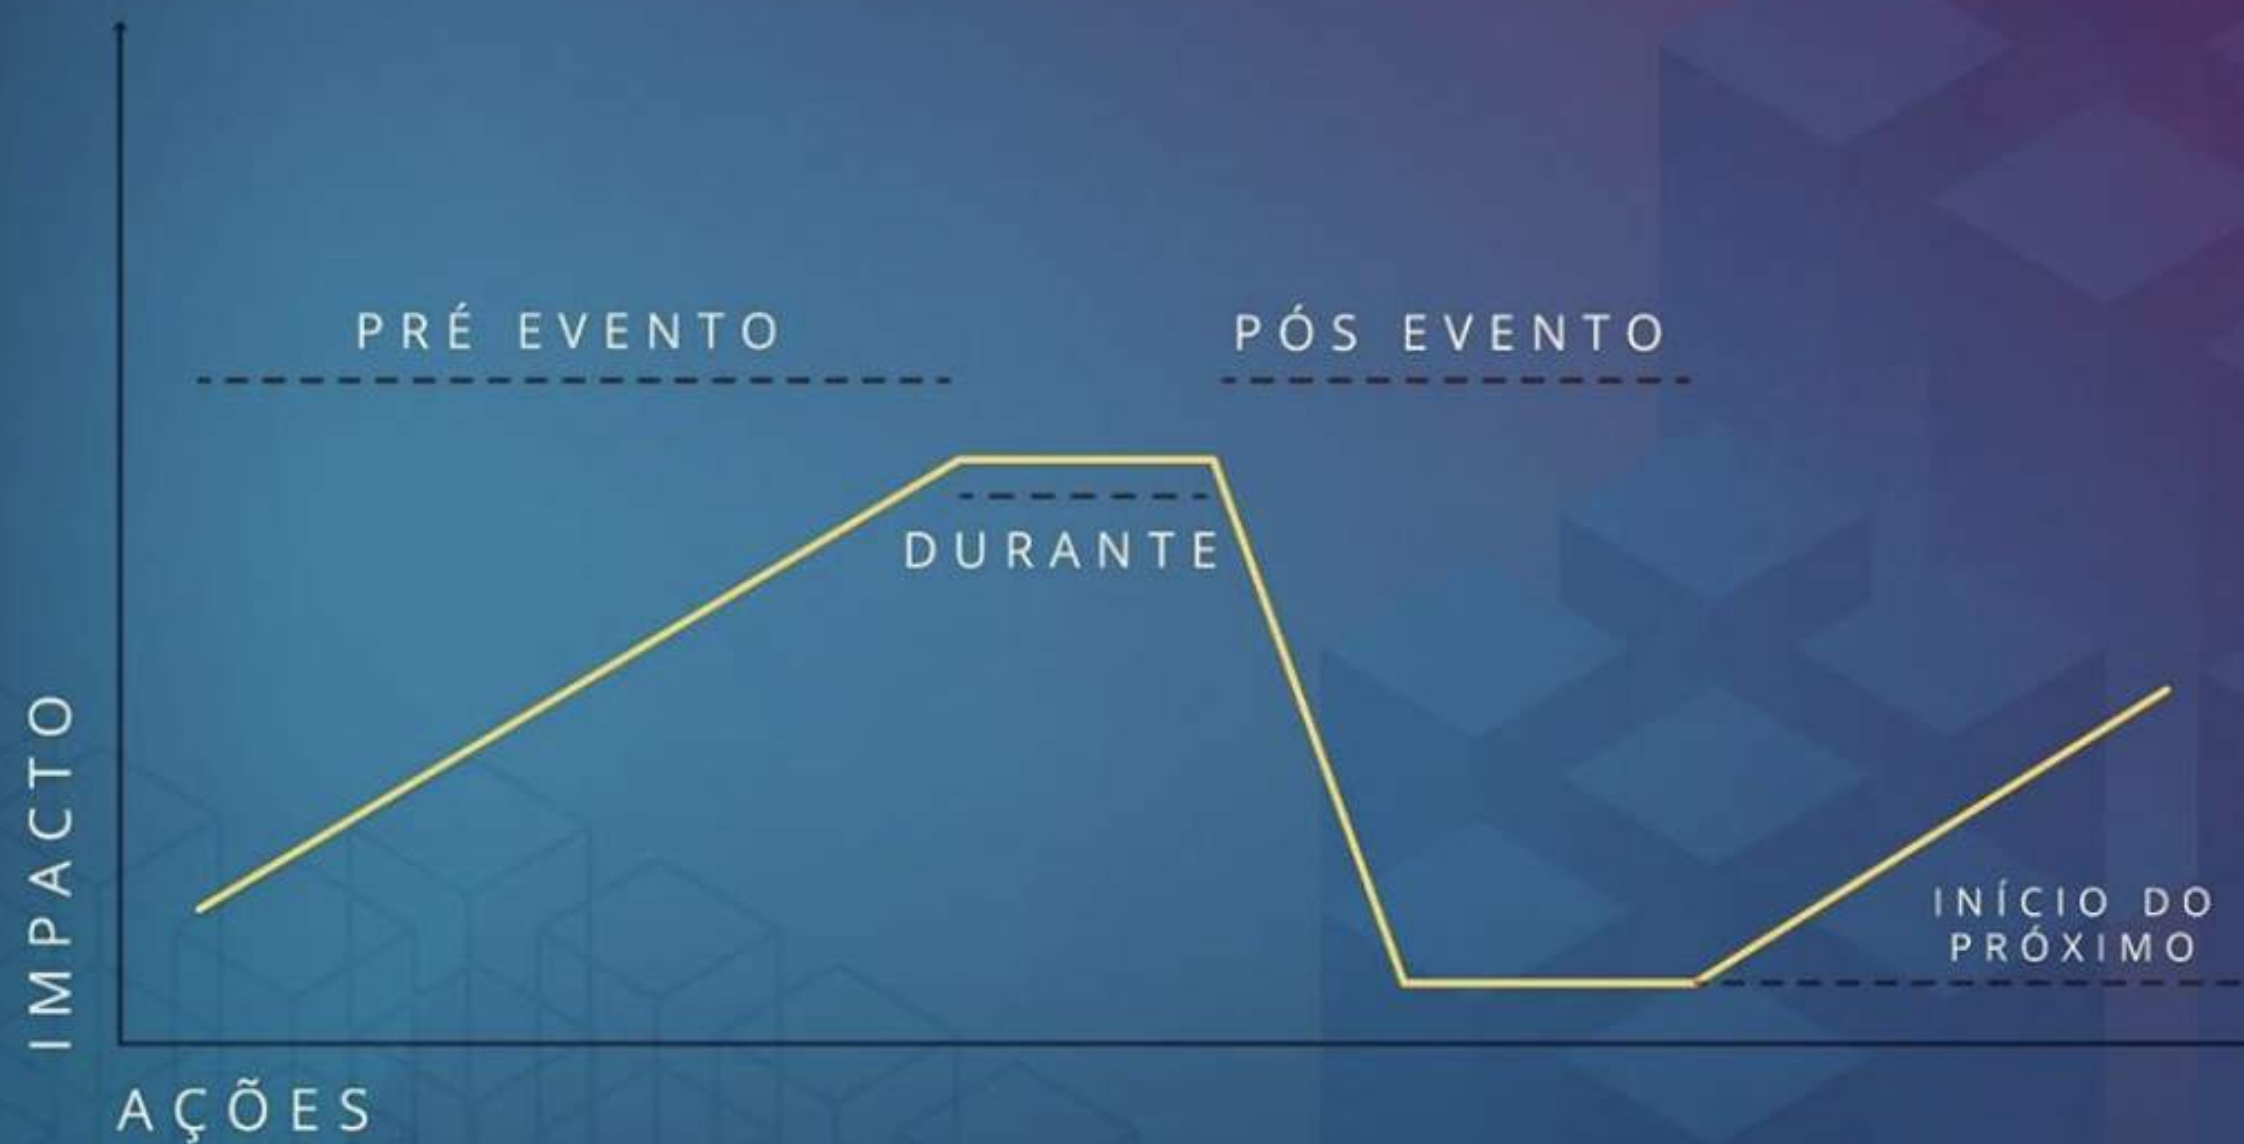 PRÉ EVENTO
PÓS EVENTO
DURANTE
IMPACTO
INÍCIO DO
PRÓXIMO
AÇÕES